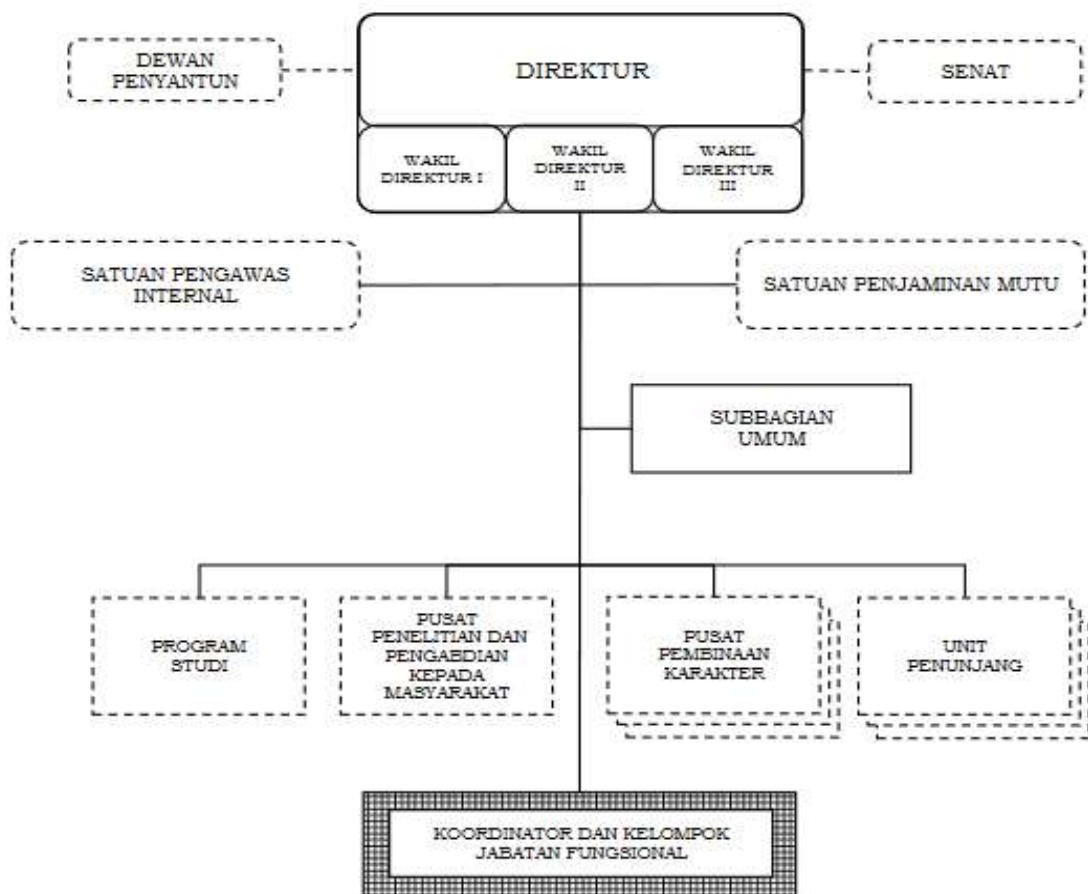 DEWAN
PENYANTUN
DIREKTUR
SENAT
WAKIL
DIREKTUR I
WAKIL
DIREKTUR
II
WAKIL
DIREKTUR
III
SATUAN PENGAWAS
INTERNAL
SATUAN PENJAMINAN MUTU
SUBBAGIAN
UMUM
PROGRAM
STUDI
PUSAT
PENELITIAN DAN
PENGABDIAN
KEPADA
MASYARAKAT
PUSAT
PEMBINAAN
KARAKTER
UNIT
PENUNJANG
KOORDINATOR DAN KELOMPOK
JABATAN FUNGSIONAL